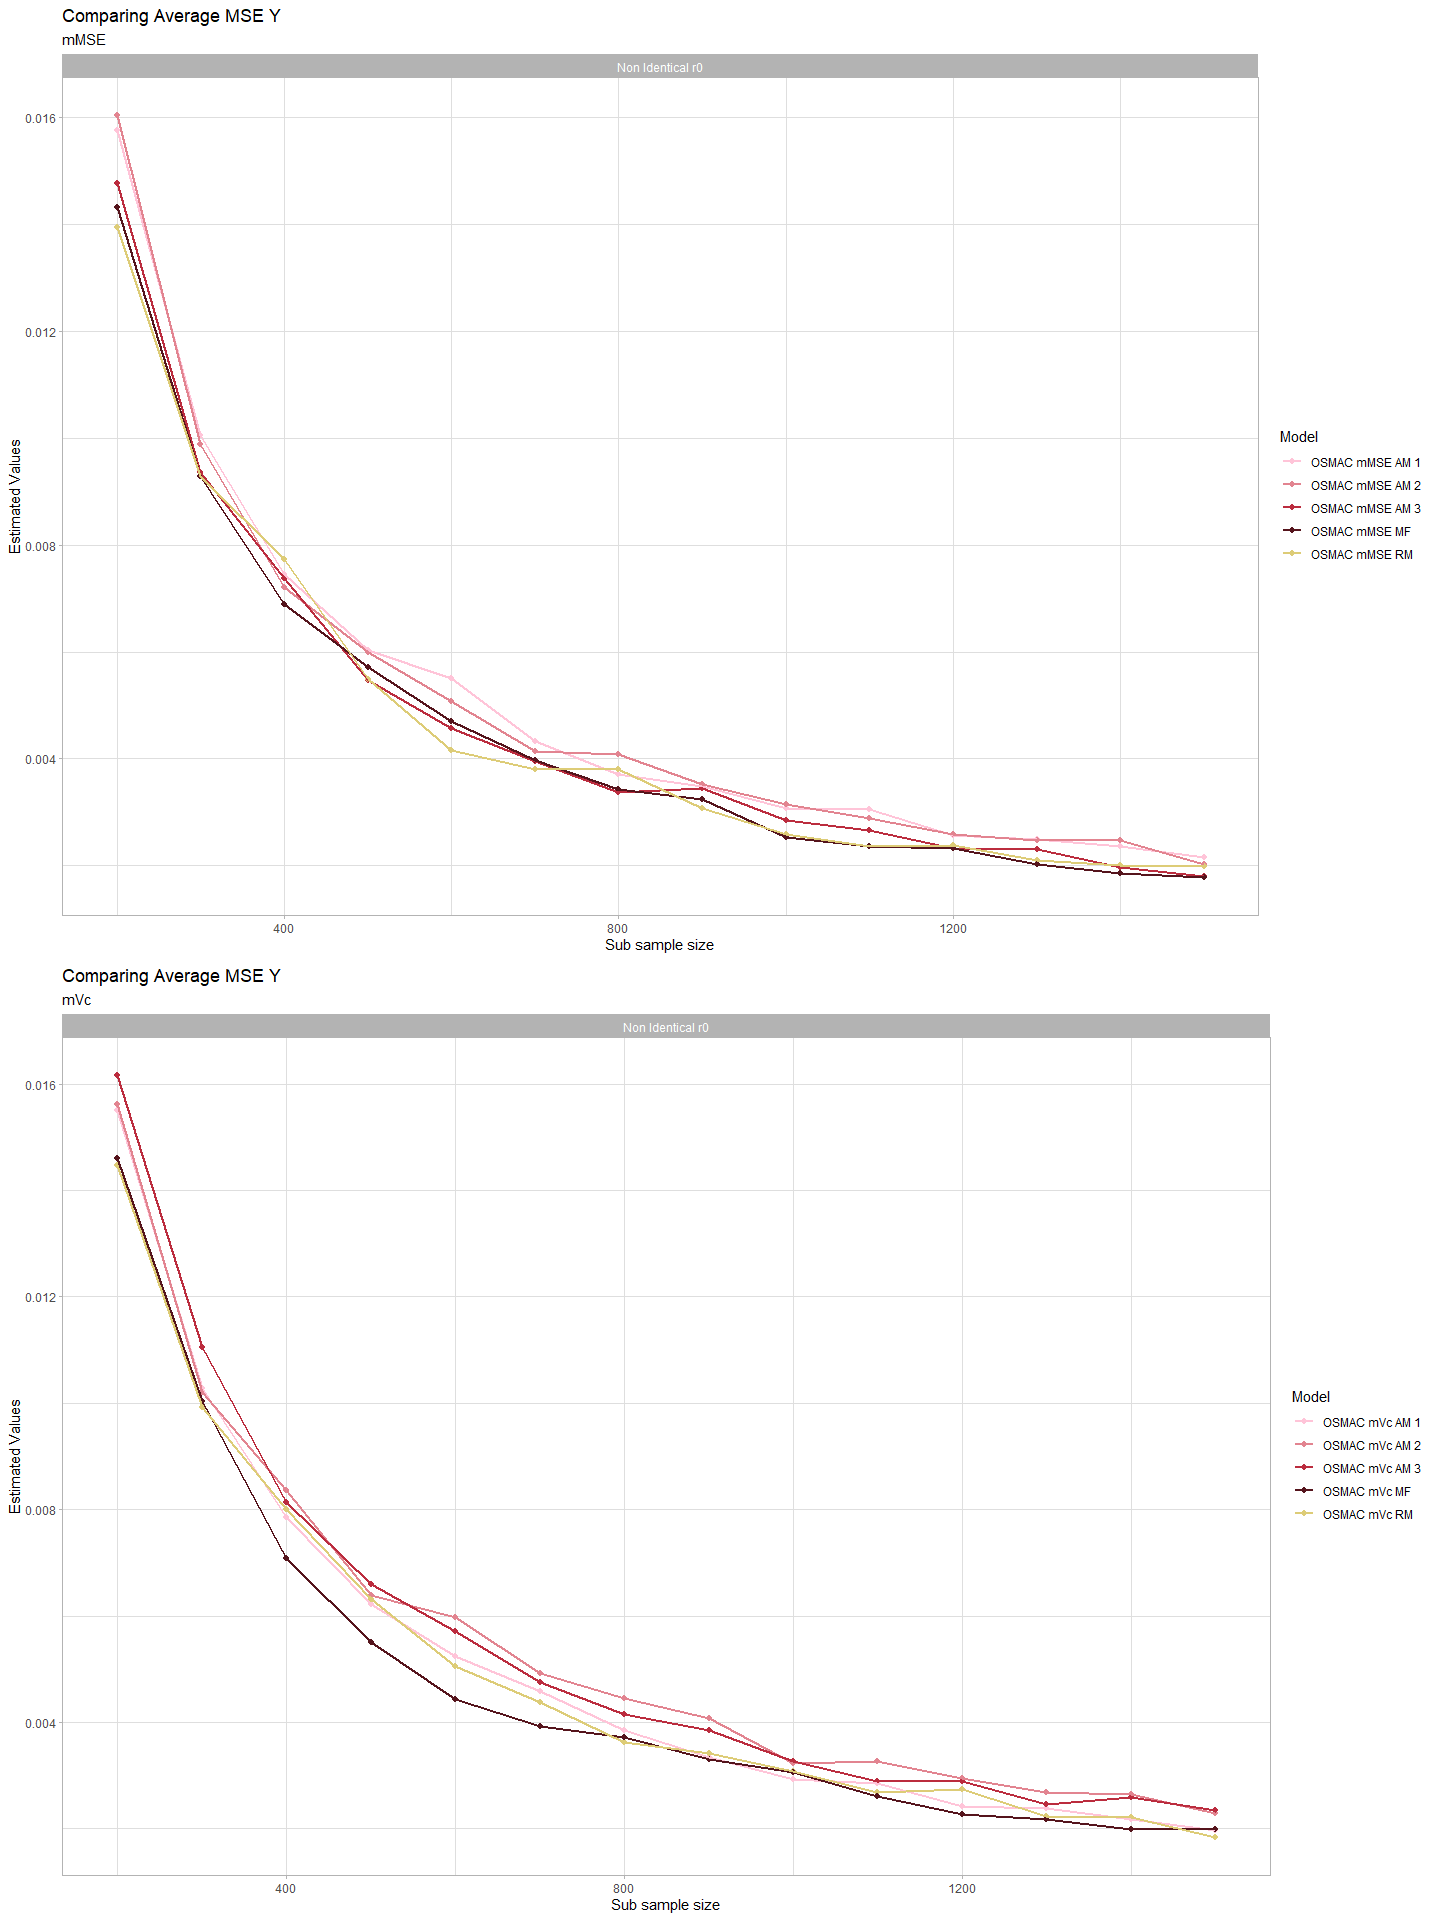 Comparing Average MSE Y
mMSE
Non Identical r0
0.016
0.012
0.008
0.004
Estimated Values
400
800
1200
Sub sample size
Model
OSMAC mMSE AM 1
OSMAC mMSE AM 2
OSMAC mMSE AM 3
OSMAC mMSE MF
OSMAC mMSE RM
Comparing Average MSE Y
mVc
Non Identical r0
0.016
0.012
0.008
0.004
Estimated Values
400
800
1200
Sub sample size
Model
OSMAC mVc AM 1
OSMAC mVc AM 2
OSMAC mVc AM 3
OSMAC mVc MF
OSMAC mVc RM